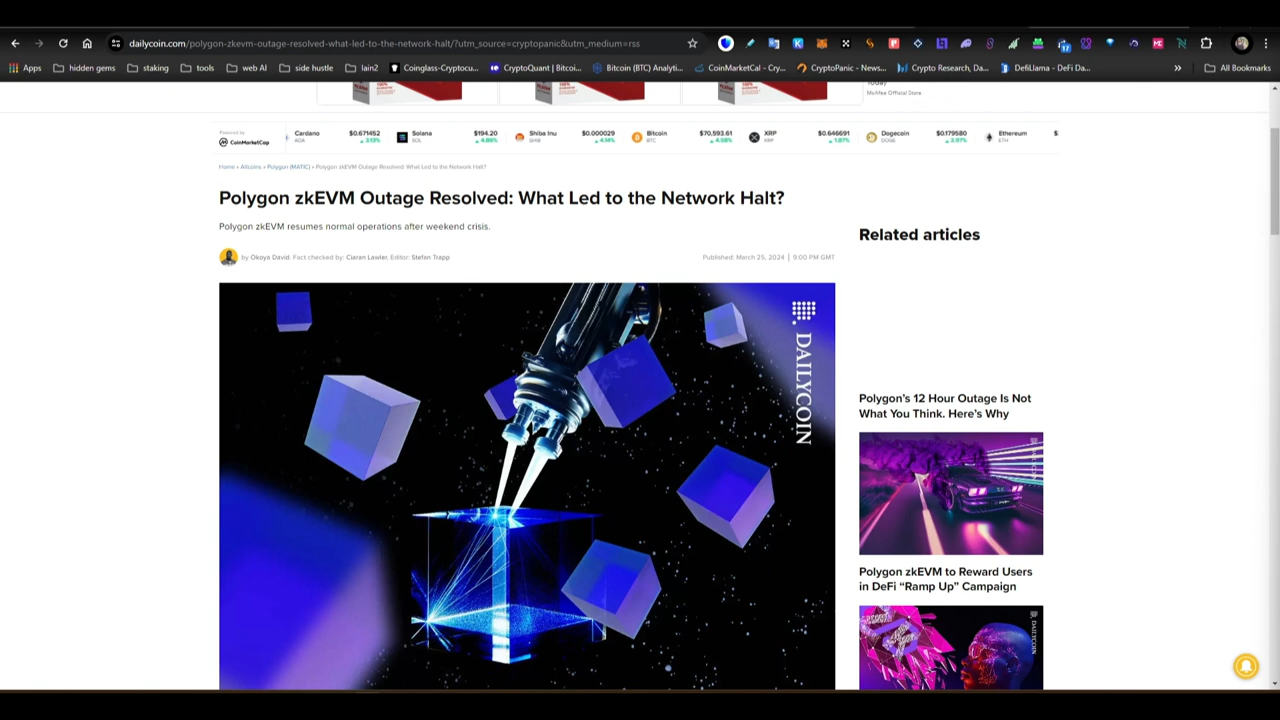 dailycoin.com/polygon-zkevm-outage-resolved-what-led-to-the-network-halt/?utm_source=cryptopanic&utm_medium=rss
Apps hidden gems staking tools web AI side hustle lain2 Coinglass-Cryptocu... CryptoQuant | Bitcoi... Bitcoin (BTC) Analyti... CoinMarketCal - Cry... CryptoPanic - News... Crypto Research, Da... DefiLlama - DeFi Da... » All Bookmarks
Today
McAfee Official Store
Powered by
CoinMarketCap
Cardano $0.671452 Solana $194.20 Shiba Inu $0.000029 Bitcoin $70,593.61 XRP $0.646691 Dogecoin $0.179580 Ethereum $
ADA 3.13% SOL 4.86% SHIB 4.14% BTC 4.58% XRP 1.87% DOGE 2.97% ETH
Home » Altcoins » Polygon (MATIC) » Polygon zkEVM Outage Resolved: What Led to the Network Halt?
Polygon zkEVM Outage Resolved: What Led to the Network Halt?
Polygon zkEVM resumes normal operations after weekend crisis.
by Okoya David. Fact checked by: Ciaran Lawler, Editor: Stefan Trapp
Published: March 25, 2024 | 9:00 PM GMT
DAILYCOIN
Related articles
Polygon's 12 Hour Outage Is Not
What You Think. Here's Why
Polygon zkEVM to Reward Users
in DeFi “Ramp Up” Campaign